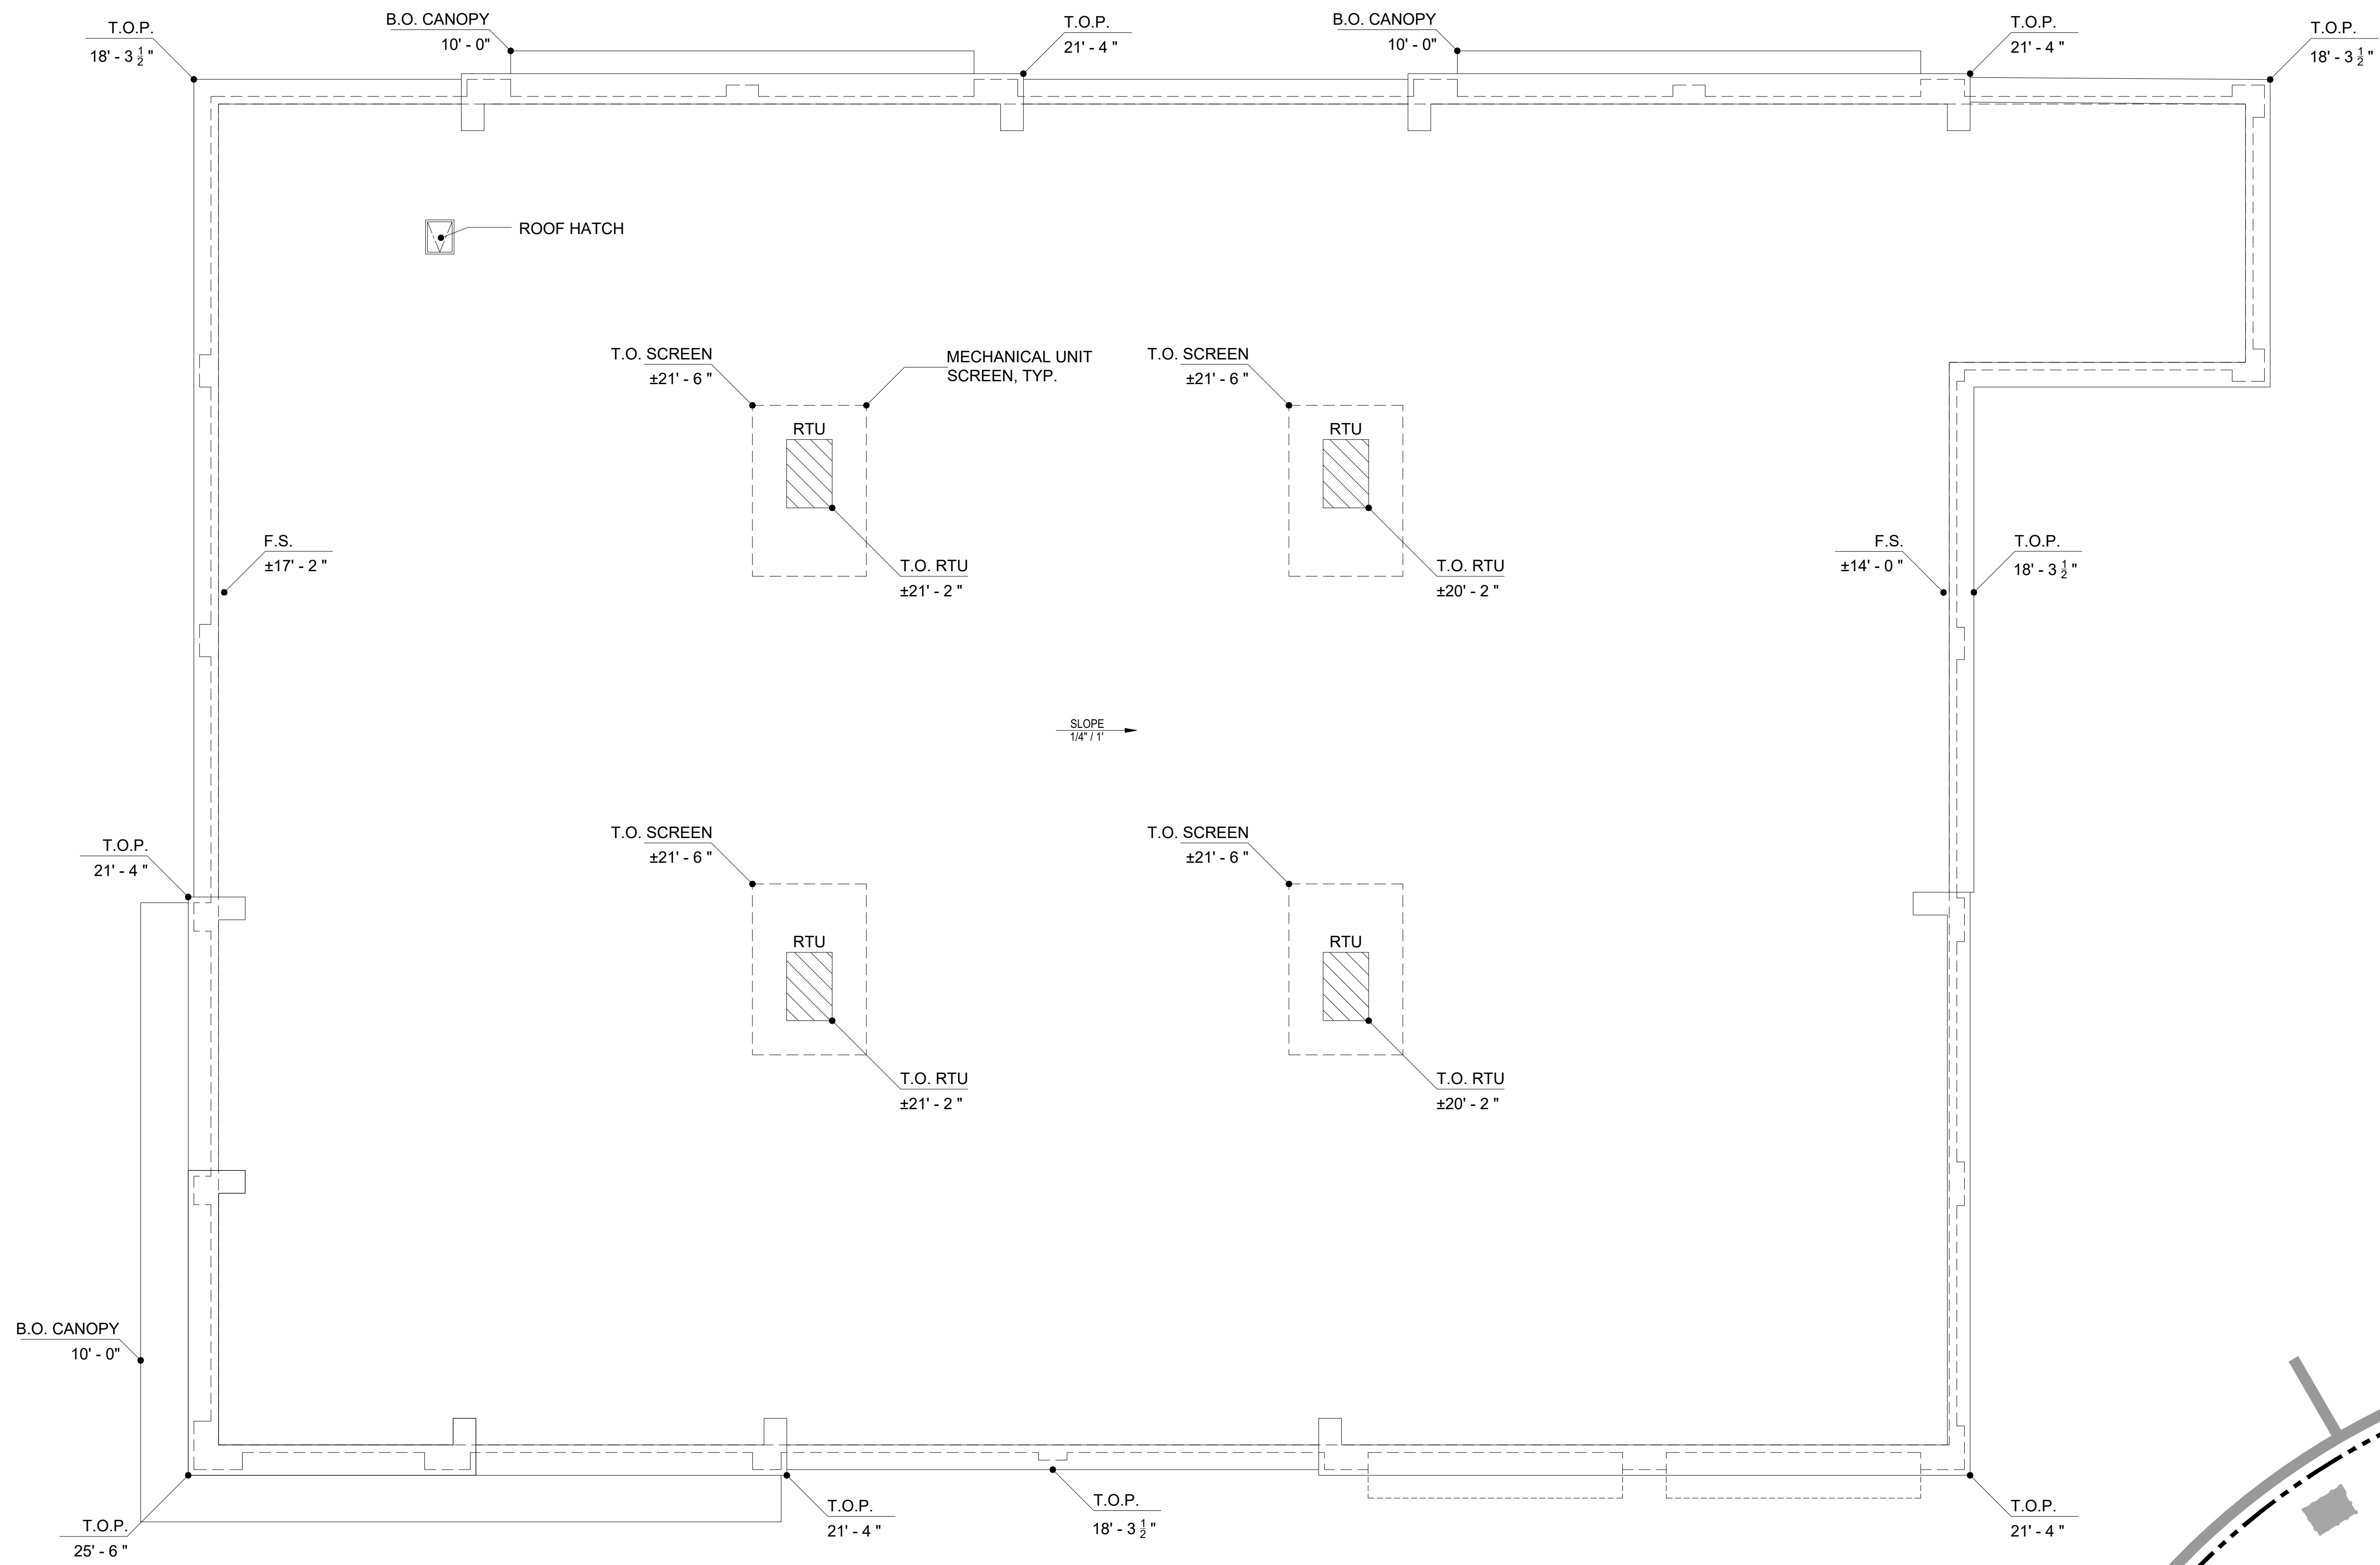 B.O. CANOPY
10' - 0"
T.O.P.
21' - 4 "
B.O. CANOPY
10' - 0"
T.O.P.
21' - 4 "
T.O.P.
18' - 3 1/2 "
T.O.P.
18' - 3 1/2 "
ROOF HATCH
T.O. SCREEN
±21' - 6 "
MECHANICAL UNIT
SCREEN, TYP.
T.O. SCREEN
±21' - 6 "
RTU
RTU
F.S.
±17' - 2 "
T.O. RTU
±21' - 2 "
T.O. RTU
±20' - 2 "
F.S.
±14' - 0 "
T.O.P.
18' - 3 1/2 "
SLOPE
1/4" / 1'
T.O.P.
21' - 4 "
T.O. SCREEN
±21' - 6 "
T.O. SCREEN
±21' - 6 "
RTU
RTU
T.O. RTU
±21' - 2 "
T.O. RTU
±20' - 2 "
B.O. CANOPY
10' - 0"
T.O.P.
25' - 6 "
T.O.P.
21' - 4 "
T.O.P.
18' - 3 1/2 "
T.O.P.
21' - 4 "